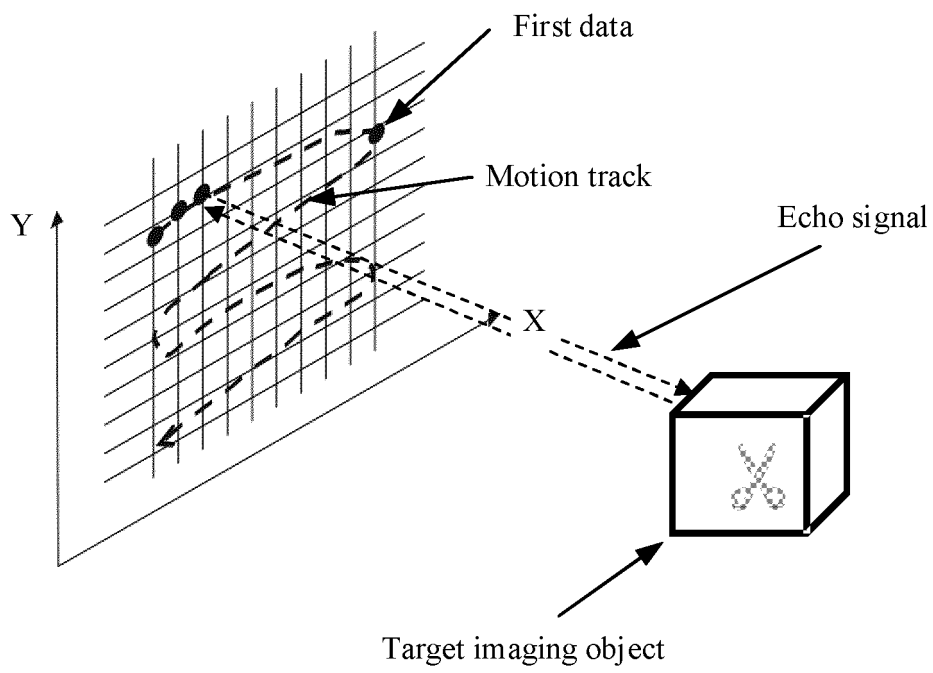 First data
Motion track
Y
Echo signal
X
Target imaging object